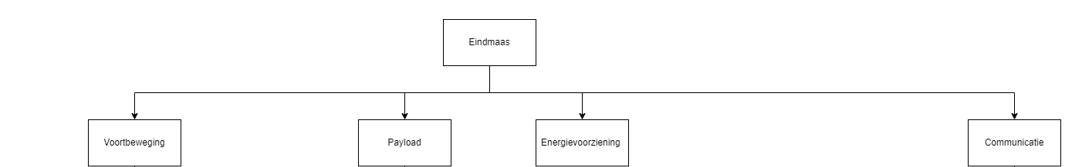 Eindmaas
Voortbeweging
Payload
Energievoorziening
Communicatie